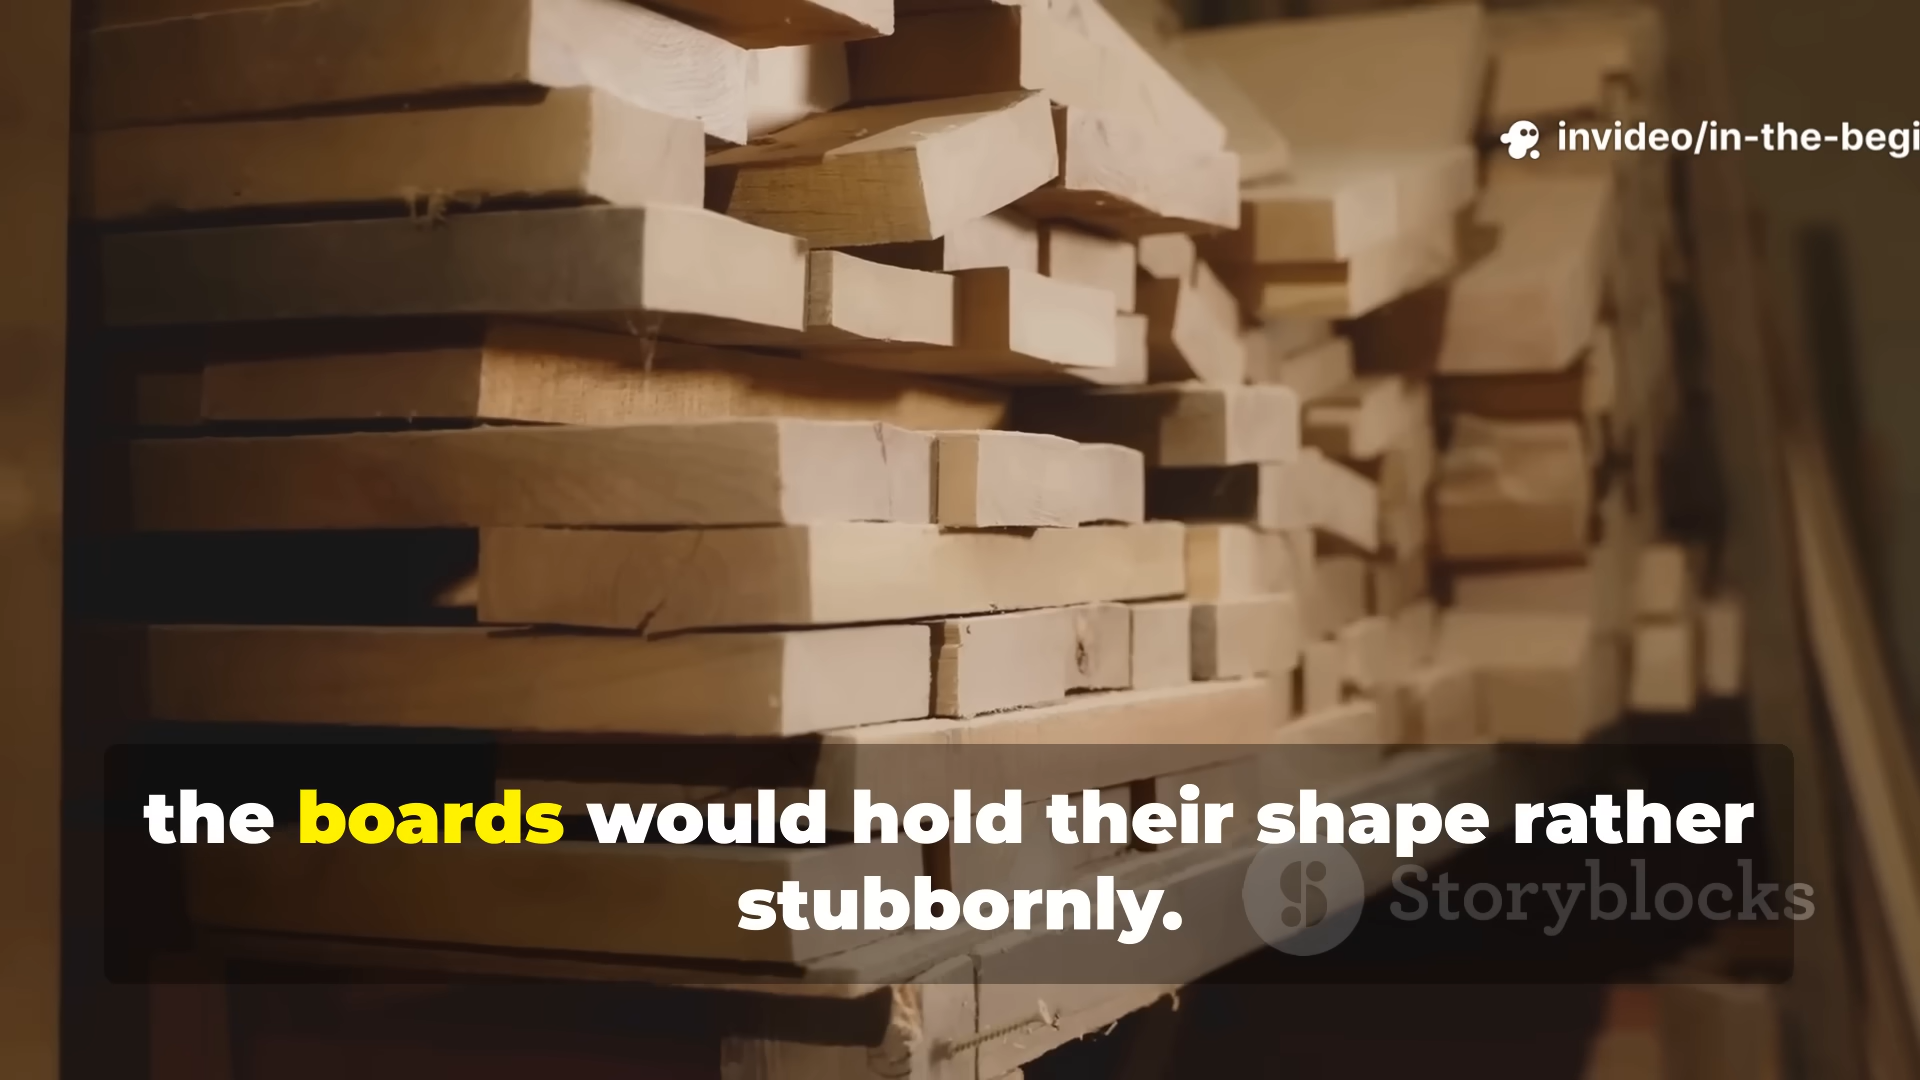 invideo/in-the-begi
the boards would hold their shape rather
stubbornly.
Storyblocks